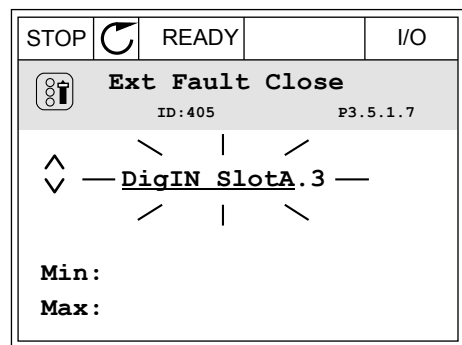 STOP READY I/O
Ext Fault Close
ID:405 P3.5.1.7
DigIN SlotA.3
Min:
Max: